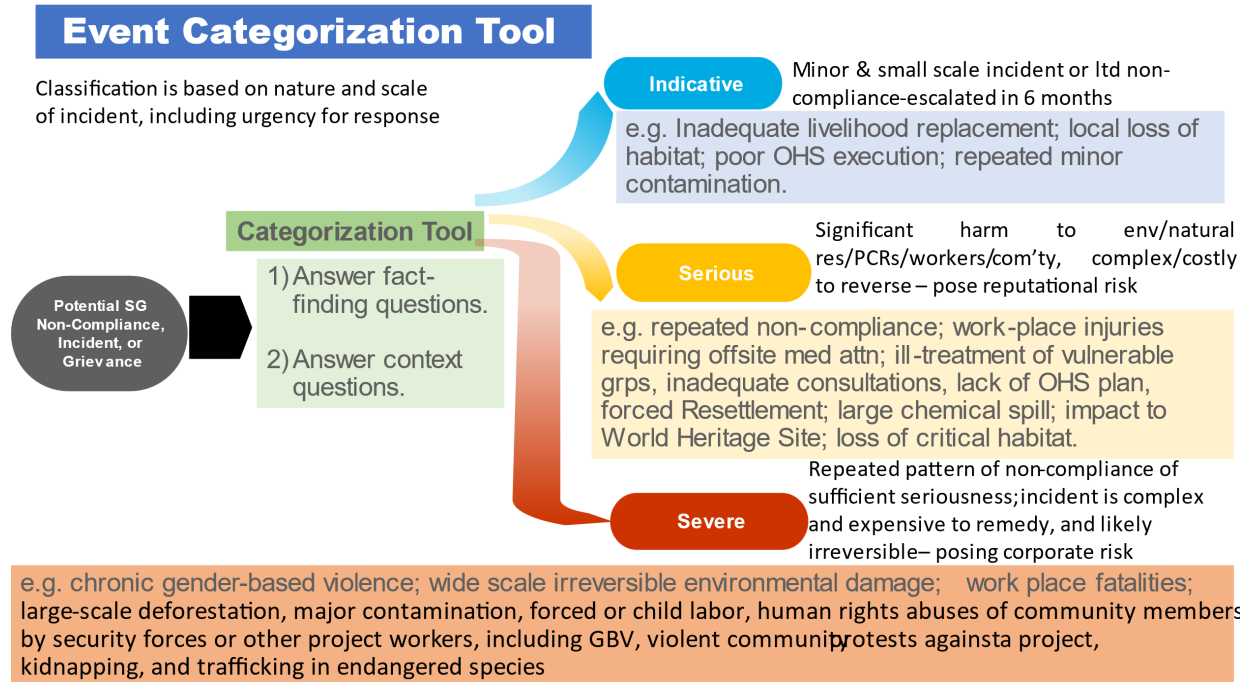 Event Categorization Tool
Classification is based on nature and scale
of incident, including urgency for response
Indicative
Minor & small scale incident or ltd non-
compliance-escalated in 6 months
e.g. Inadequate livelihood replacement; local loss of
habitat; poor OHS execution; repeated minor
contamination.
Categorization Tool
1) Answer fact-
finding questions.
2) Answer context
questions.
Potential SG
Non-Compliance,
Incident, or
Grievance
Serious
Significant harm to env/natural
res/PCRs/workers/com'ty, complex/costly
to reverse – pose reputational risk
e.g. repeated non-compliance; work-place injuries
requiring offsite med attn; ill-treatment of vulnerable
grps, inadequate consultations, lack of OHS plan,
forced Resettlement; large chemical spill; impact to
World Heritage Site; loss of critical habitat.
Severe
Repeated pattern of non-compliance of
sufficient seriousness; incident is complex
and expensive to remedy, and likely
irreversible– posing corporate risk
e.g. chronic gender-based violence; wide scale irreversible environmental damage; work place fatalities;
large-scale deforestation, major contamination, forced or child labor, human rights abuses of community members
by security forces or other project workers, including GBV, violent community protests againsta project,
kidnapping, and trafficking in endangered species